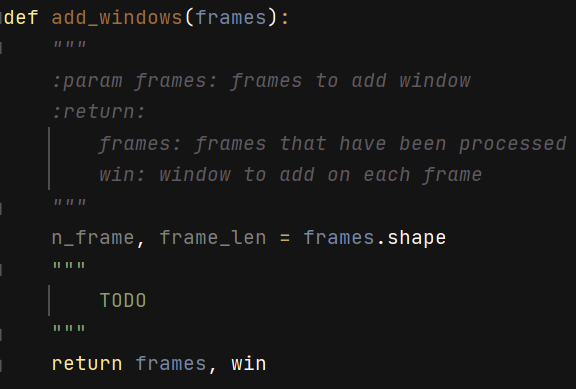 def add_windows(frames):
    """
    :param frames: frames to add window
    :return:
        frames: frames that have been processed
        win: window to add on each frame
    """
    n_frame, frame_len = frames.shape
    """
        TODO
    """
    return frames, win